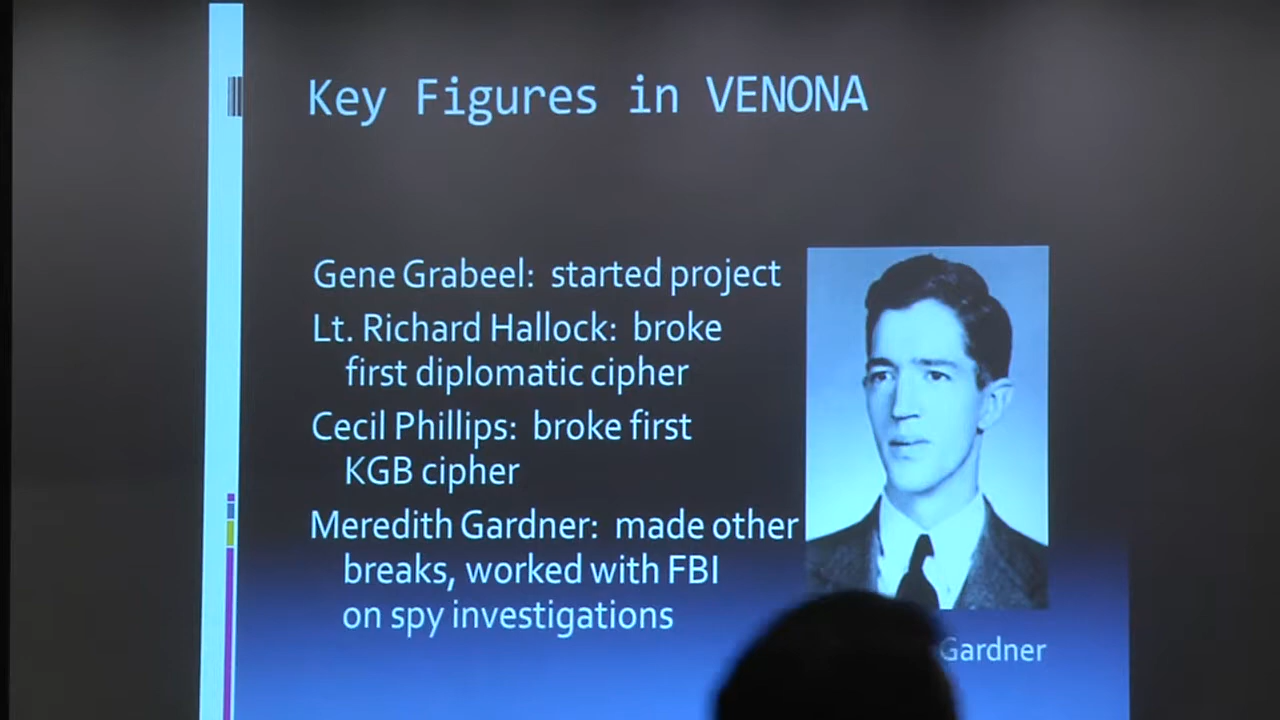 Key Figures in VENONA
Gene Grabeel: started project
Lt. Richard Hallock: broke
first diplomatic cipher
Cecil Phillips: broke first
KGB cipher
Meredith Gardner: made other
breaks, worked with FBI
on spy investigations
Gardner